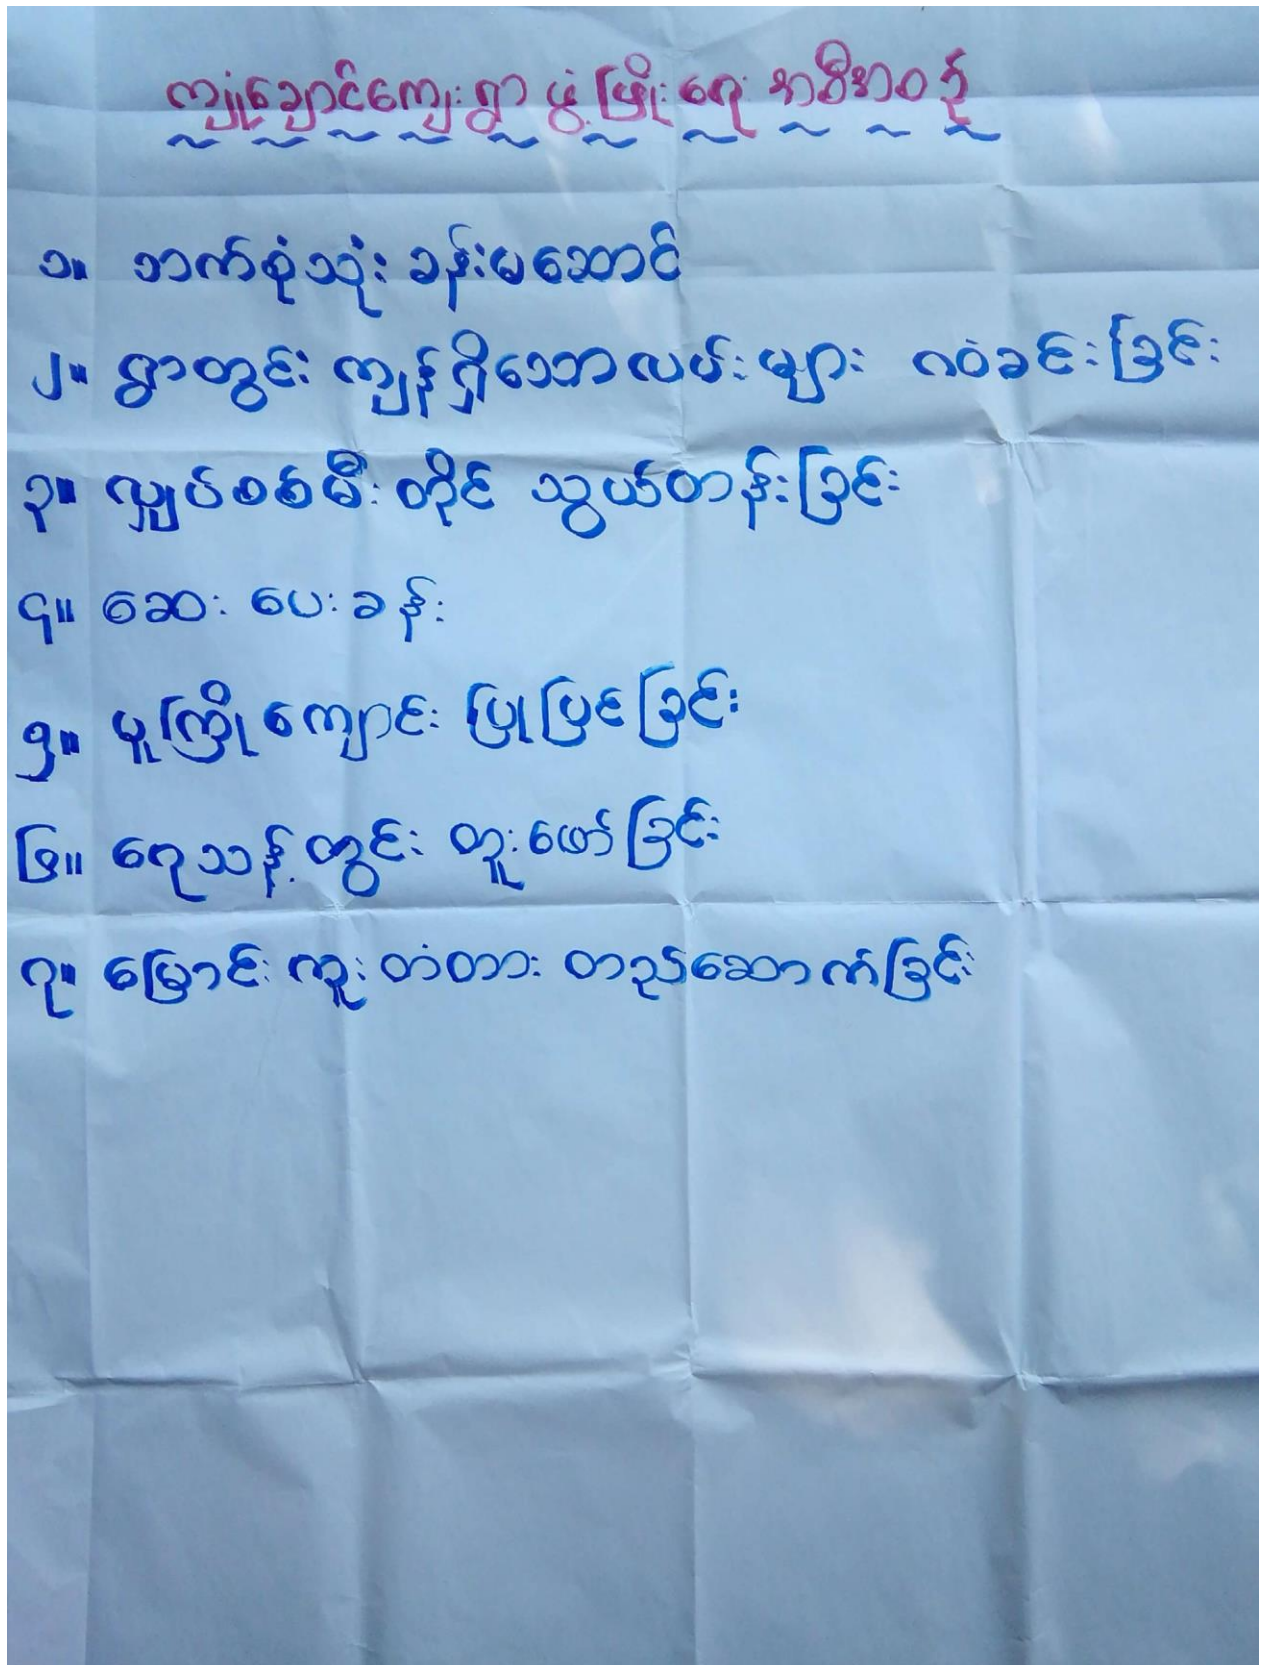 ကျုံချောင်ကျေးရွာ ဖွံ့ဖြိုးရေး အစီအစဉ်
၁။ ဘက်စုံသုံး ခန်းမဆောင်
၂။ ရွာတွင်း ကျန်ရှိသောလမ်းများ ဂဝံခင်းခြင်း
၃။ လျှပ်စစ်မီးတိုင် သွယ်တန်းခြင်း
၄။ ဆေးပေးခန်း
၅။ မူကြိုကျောင်း ပြုပြင်ခြင်း
၆။ ရေသန့်တွင်း တူးဖော်ခြင်း
၇။ မြောင်းကူးတံတား တည်ဆောက်ခြင်း